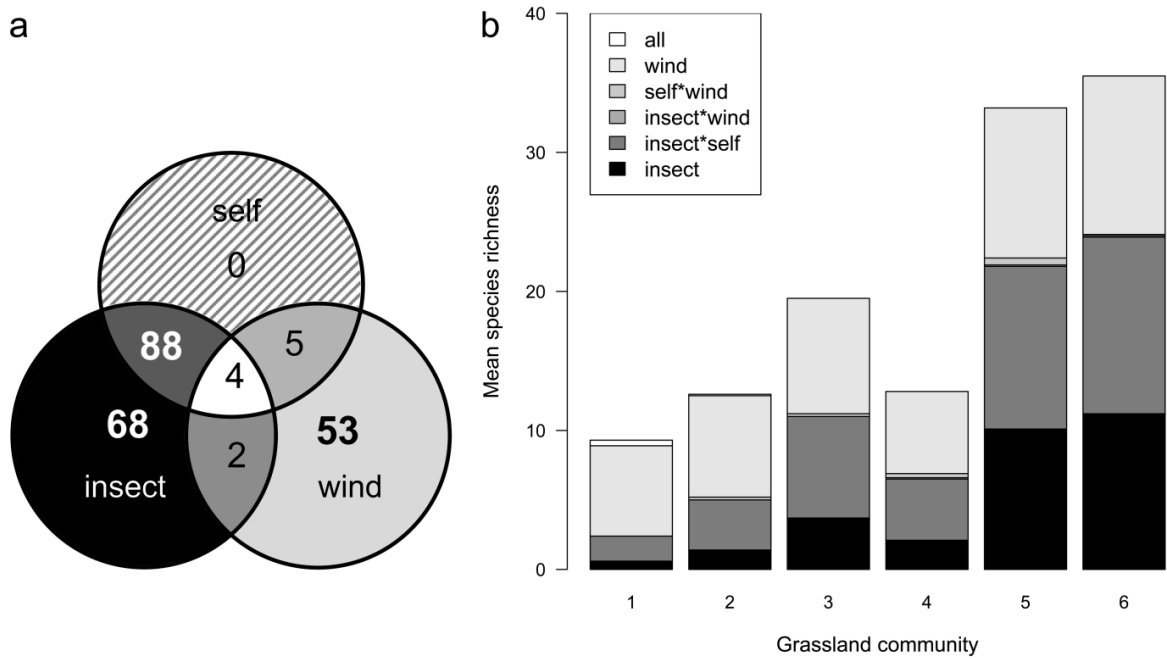 a
self
0
88
5
4
68
53
2
insect
wind
b
40
30
20
10
0
Mean species richness
all
wind
self*wind
insect*wind
insect*self
insect
1 2 3 4 5 6
Grassland community